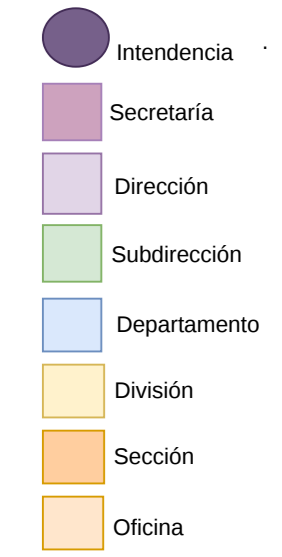 Intendencia .
Secretaría
Dirección
Subdirección
Departamento
División
Sección
Oficina